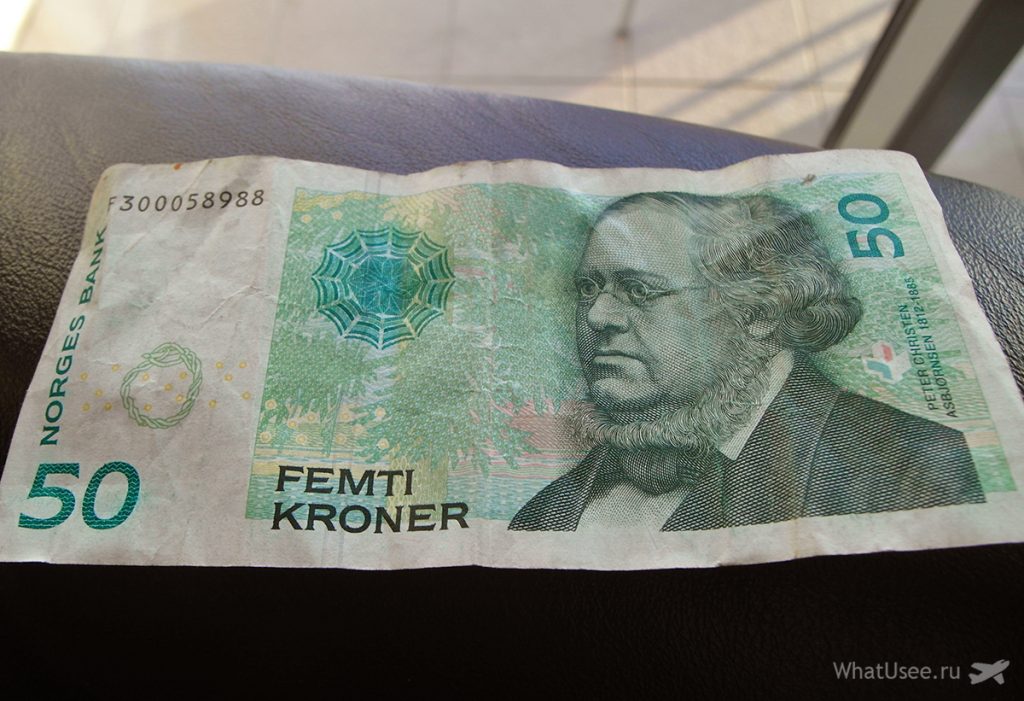 F300058988
NORGES BANK
50
FEMTI
KRONER
50
PETER CHRISTEN
ASBJØRNSEN 1812-1885
WhatUsee.ru